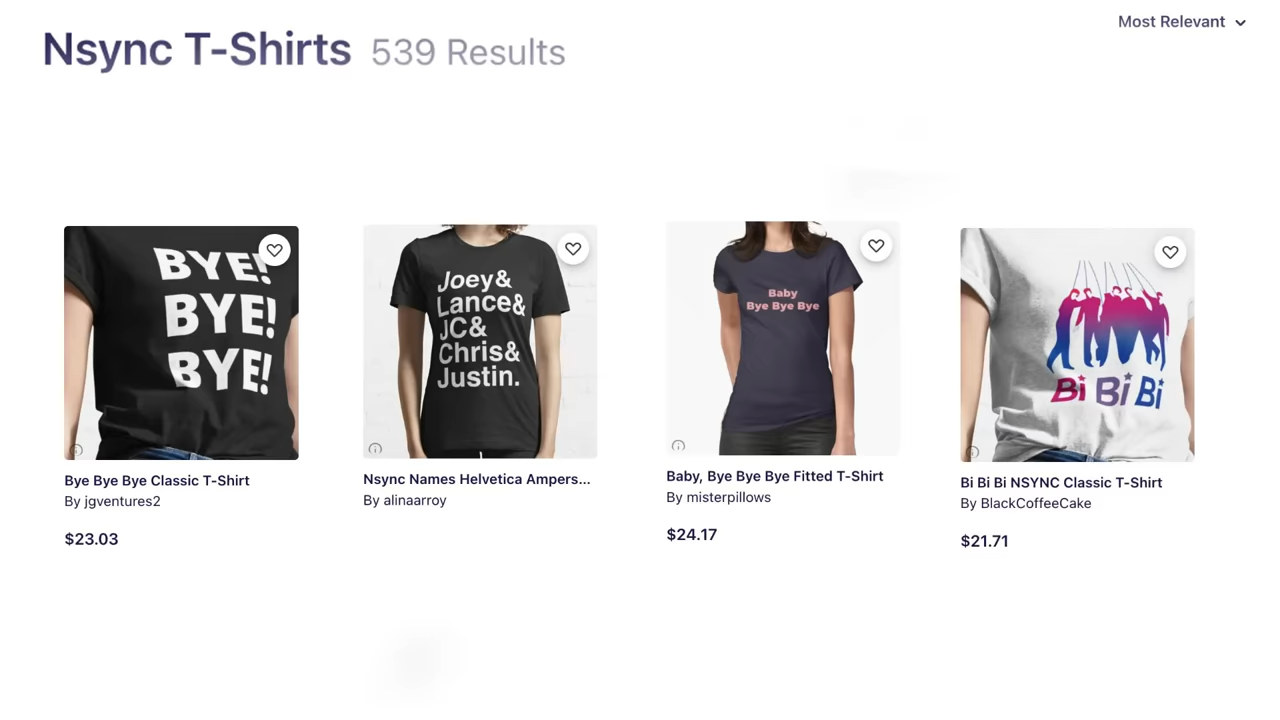 Most Relevant
Nsync T-Shirts 539 Results
BYE!
BYE!
BYE!
Joey&
Lance&
JC&
Chris&
Justin.
Baby
Bye Bye Bye
Bi Bi Bi
Bye Bye Bye Classic T-Shirt
By jgventures2
$23.03
Nsync Names Helvetica Ampers...
By alinaarroy
Baby, Bye Bye Bye Fitted T-Shirt
By misterpillows
$24.17
Bi Bi Bi NSYNC Classic T-Shirt
By BlackCoffeeCake
$21.71